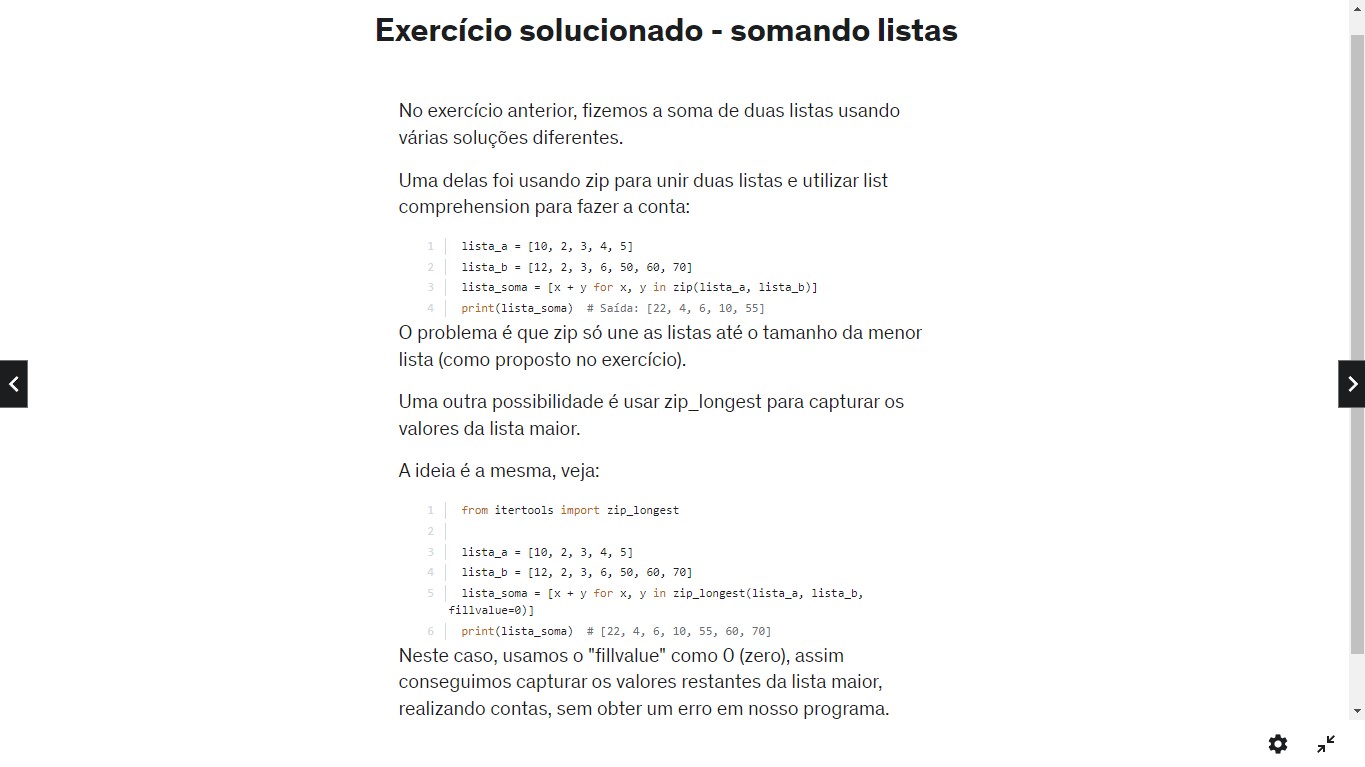 Exercício solucionado - somando listas
No exercício anterior, fizemos a soma de duas listas usando
várias soluções diferentes.
Uma delas foi usando zip para unir duas listas e utilizar list
comprehension para fazer a conta:
1 lista_a = [10, 2, 3, 4, 5]
2 lista_b = [12, 2, 3, 6, 50, 60, 70]
3 lista_soma = [x + y for x, y in zip(lista_a, lista_b)]
4 print(lista_soma)  # Saída: [22, 4, 6, 10, 55]
O problema é que zip só une as listas até o tamanho da menor
lista (como proposto no exercício).
Uma outra possibilidade é usar zip_longest para capturar os
valores da lista maior.
A ideia é a mesma, veja:
1 from itertools import zip_longest
2
3 lista_a = [10, 2, 3, 4, 5]
4 lista_b = [12, 2, 3, 6, 50, 60, 70]
5 lista_soma = [x + y for x, y in zip_longest(lista_a, lista_b,
fillvalue=0)]
6 print(lista_soma)  # [22, 4, 6, 10, 55, 60, 70]
Neste caso, usamos o "fillvalue" como 0 (zero), assim
conseguimos capturar os valores restantes da lista maior,
realizando contas, sem obter um erro em nosso programa.